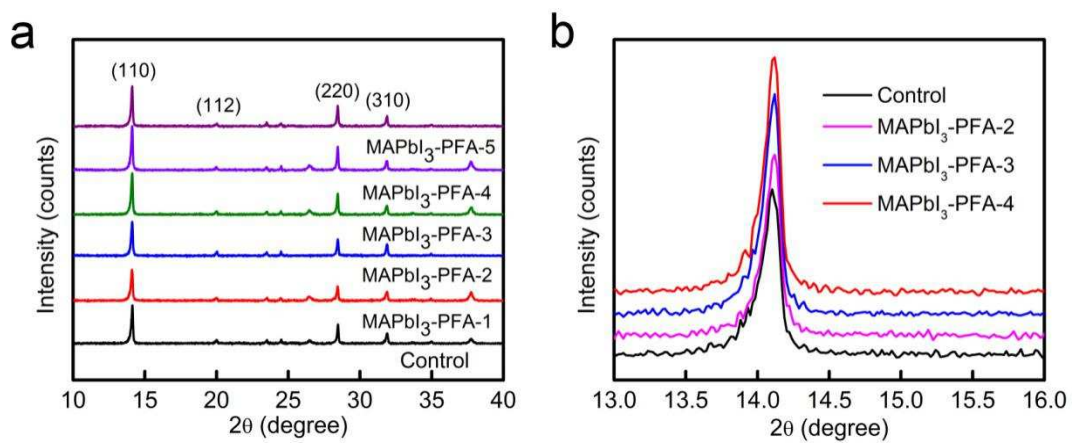 a
(110)
(112)
(220)
(310)
MAPbI₃-PFA-5
MAPbI₃-PFA-4
MAPbI₃-PFA-3
MAPbI₃-PFA-2
MAPbI₃-PFA-1
Control
Intensity (counts)
10 15 20 25 30 35 40
2θ (degree)
b
Control
MAPbI₃-PFA-2
MAPbI₃-PFA-3
MAPbI₃-PFA-4
Intensity (counts)
13.0 13.5 14.0 14.5 15.0 15.5 16.0
2θ (degree)